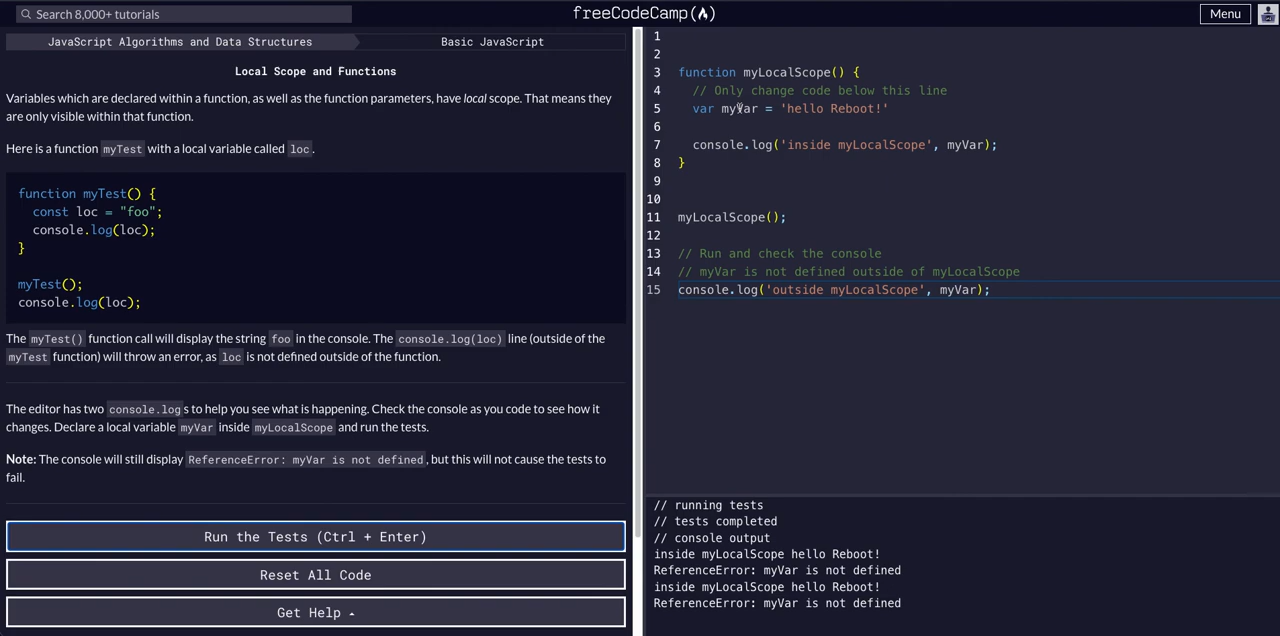 Search 8,000+ tutorials
freeCodeCamp
Menu
JavaScript Algorithms and Data Structures
Basic JavaScript
Local Scope and Functions
Variables which are declared within a function, as well as the function parameters, have local scope. That means they
are only visible within that function.
Here is a function myTest with a local variable called loc.
function myTest() {
const loc = "foo";
console.log(loc);
}
myTest();
console.log(loc);
The myTest() function call will display the string foo in the console. The console.log(loc) line (outside of the
myTest function) will throw an error, as loc is not defined outside of the function.
The editor has two console.log s to help you see what is happening. Check the console as you code to see how it
changes. Declare a local variable myVar inside myLocalScope and run the tests.
Note: The console will still display ReferenceError: myVar is not defined, but this will not cause the tests to
fail.
Run the Tests (Ctrl + Enter)
Reset All Code
Get Help
1
2
3 function myLocalScope() {
4 // Only change code below this line
5 var myVar = 'hello Reboot!'
6
7 console.log('inside myLocalScope', myVar);
8 }
9
10
11 myLocalScope();
12
13 // Run and check the console
14 // myVar is not defined outside of myLocalScope
15 console.log('outside myLocalScope', myVar);
// running tests
// tests completed
// console output
inside myLocalScope hello Reboot!
ReferenceError: myVar is not defined
inside myLocalScope hello Reboot!
ReferenceError: myVar is not defined